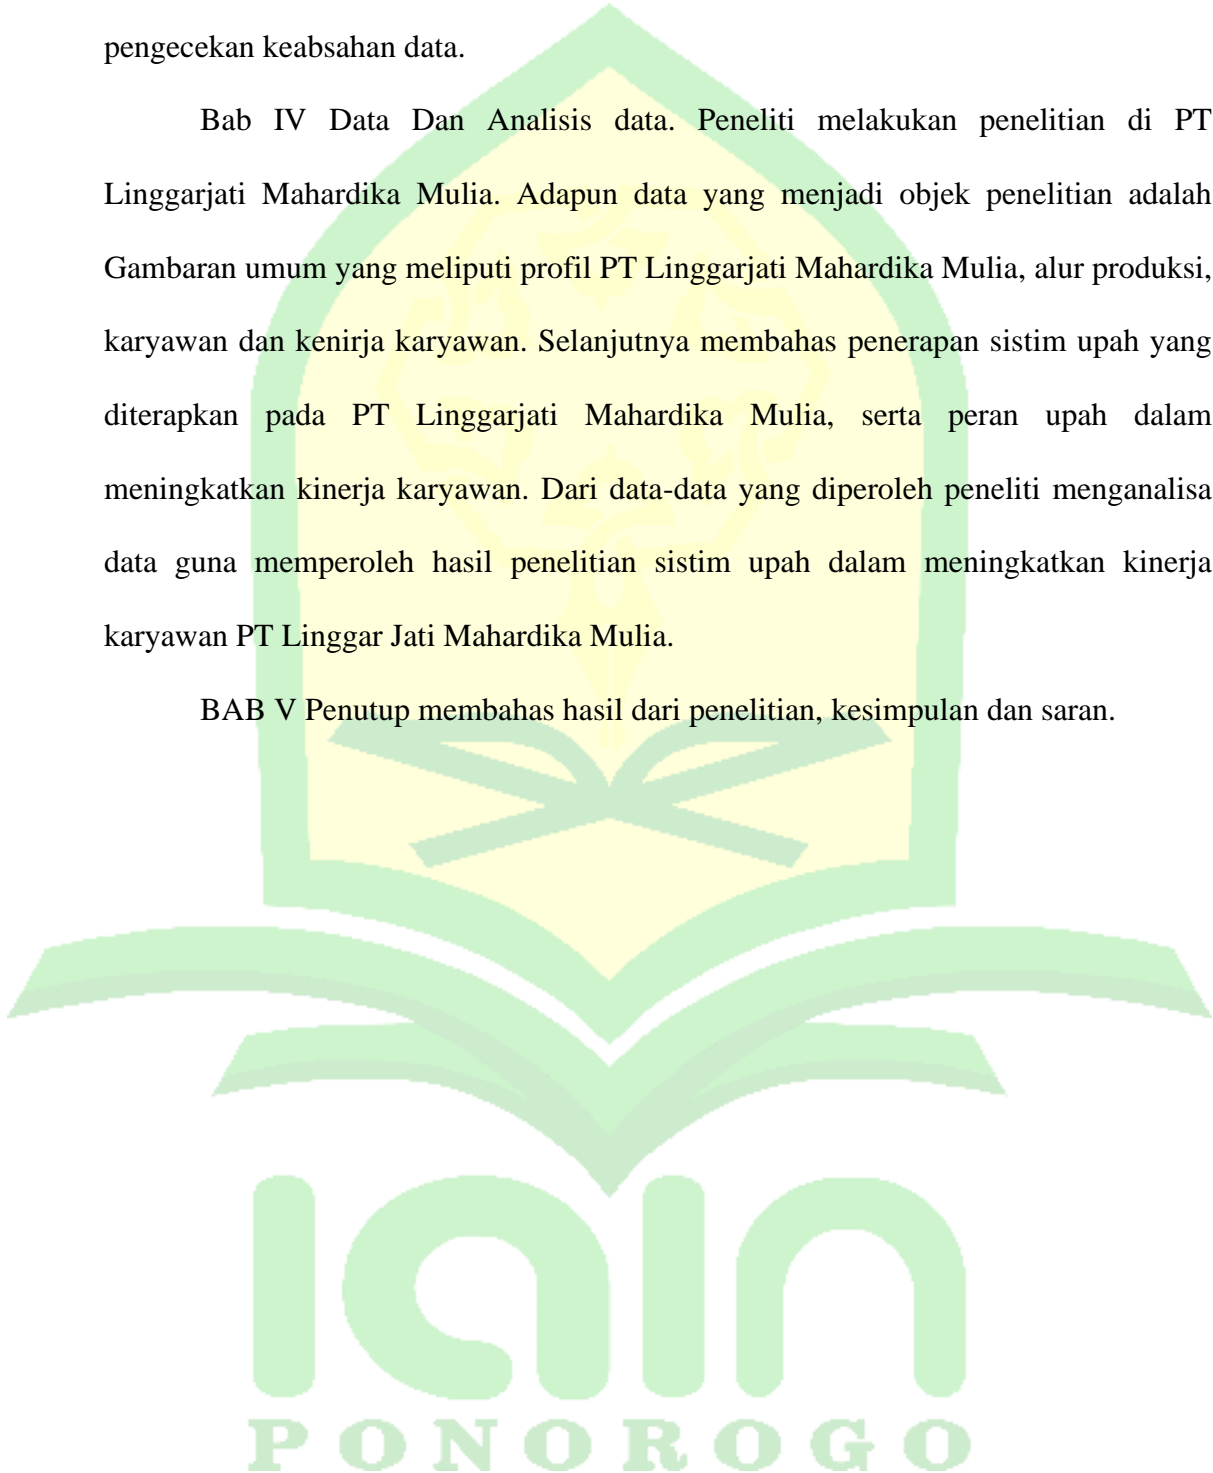 pengecekan keabsahan data.
Bab IV Data Dan Analisis data. Peneliti melakukan penelitian di PT
Linggarjati Mahardika Mulia. Adapun data yang menjadi objek penelitian adalah
Gambaran umum yang meliputi profil PT Linggarjati Mahardika Mulia, alur produksi,
karyawan dan kenirja karyawan. Selanjutnya membahas penerapan sistim upah yang
diterapkan pada PT Linggarjati Mahardika Mulia, serta peran upah dalam
meningkatkan kinerja karyawan. Dari data-data yang diperoleh peneliti menganalisa
data guna memperoleh hasil penelitian sistim upah dalam meningkatkan kinerja
karyawan PT Linggar Jati Mahardika Mulia.
BAB V Penutup membahas hasil dari penelitian, kesimpulan dan saran.
iain
PONOROGO